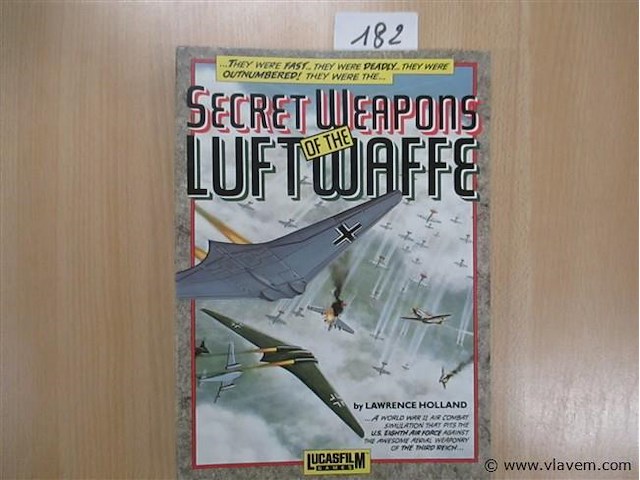 182
...THEY WERE FAST... THEY WERE DEADLY... THEY WERE
OUTNUMBERED! THEY WERE THE...
SECRET WEAPONS
OF THE
LUFTWAFFE
by LAWRENCE HOLLAND
...A WORLD WAR II AIR COMBAT
SIMULATION THAT PITS THE
U.S. EIGHTH AIR FORCE AGAINST
THE AWESOME AERIAL WEAPONRY
OF THE THIRD REICH...
LUCASFILM
GAMES
© www.vlavem.com